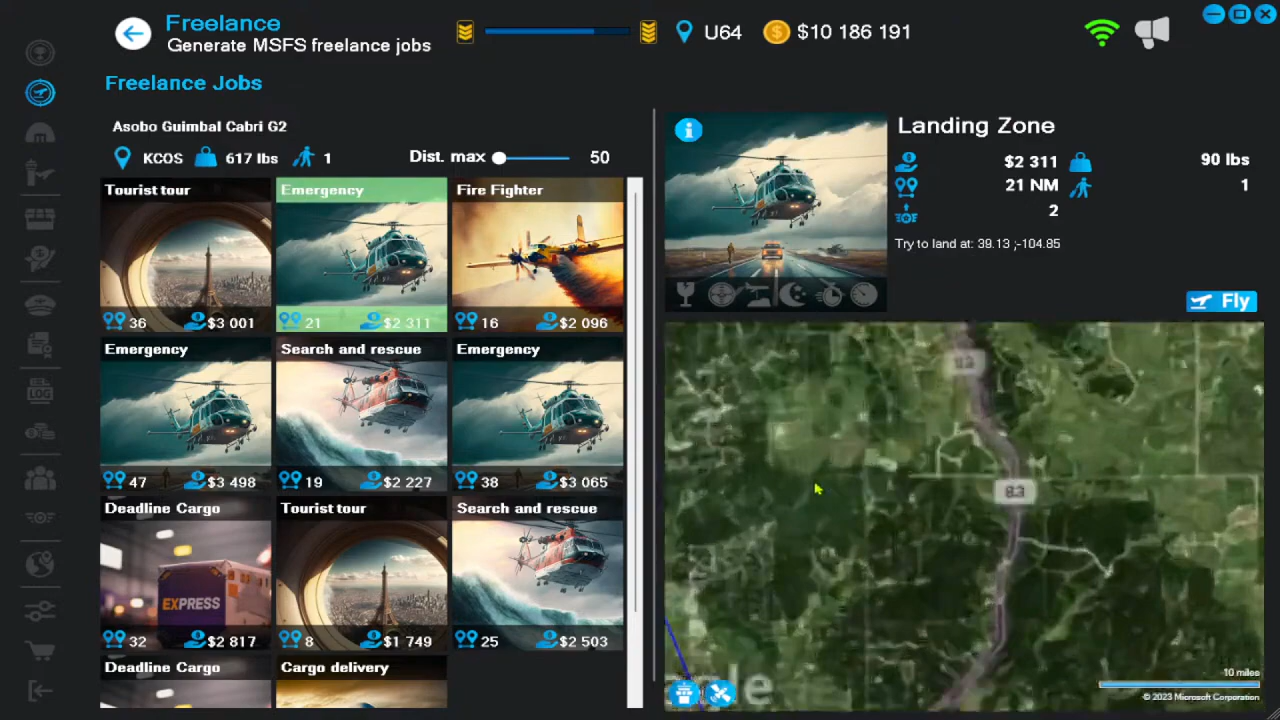 Freelance
Generate MSFS freelance jobs
U64
$10 186 191
Freelance Jobs
Asobo Guimbal Cabri G2
KCOS
617 lbs
1
Dist. max
50
Tourist tour
36
$3 001
Emergency
21
$2 311
Fire Fighter
16
$2 096
Emergency
47
$3 498
Search and rescue
19
$2 227
Emergency
38
$3 065
Deadline Cargo
EXPRESS
32
$2 817
Tourist tour
8
$1 749
Search and rescue
25
$2 503
Deadline Cargo
Cargo delivery
Landing Zone
$2 311
90 lbs
21 NM
1
2
Try to land at: 39.13 ;-104.85
Fly
83
10 miles
© 2023 Microsoft Corporation
LOG